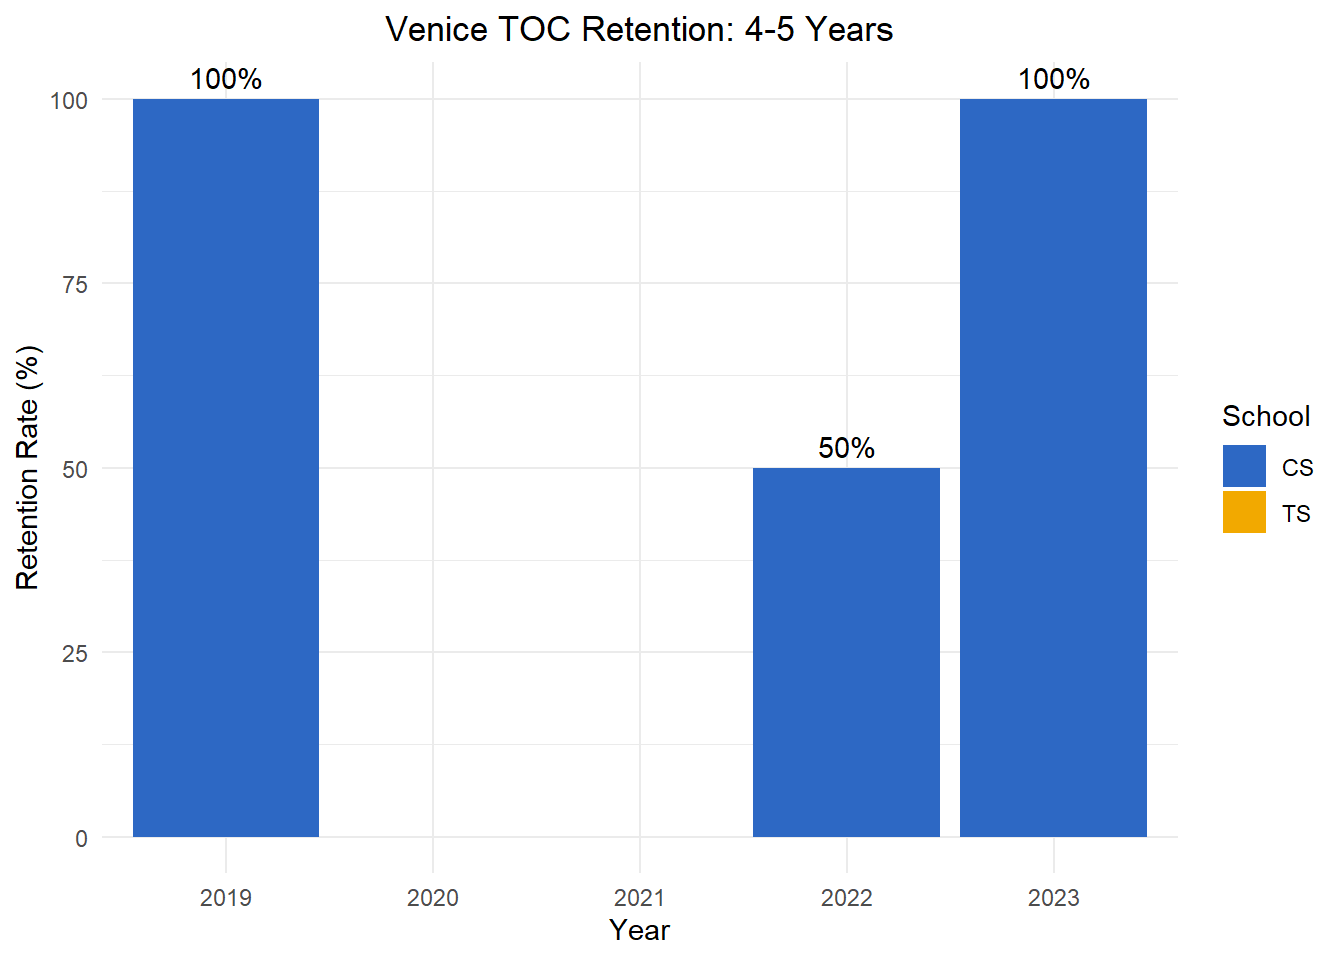 Venice TOC Retention: 4-5 Years
100%
100%
50%
100
75
50
25
0
Retention Rate (%)
2019
2020
2021
2022
2023
Year
School
CS
TS